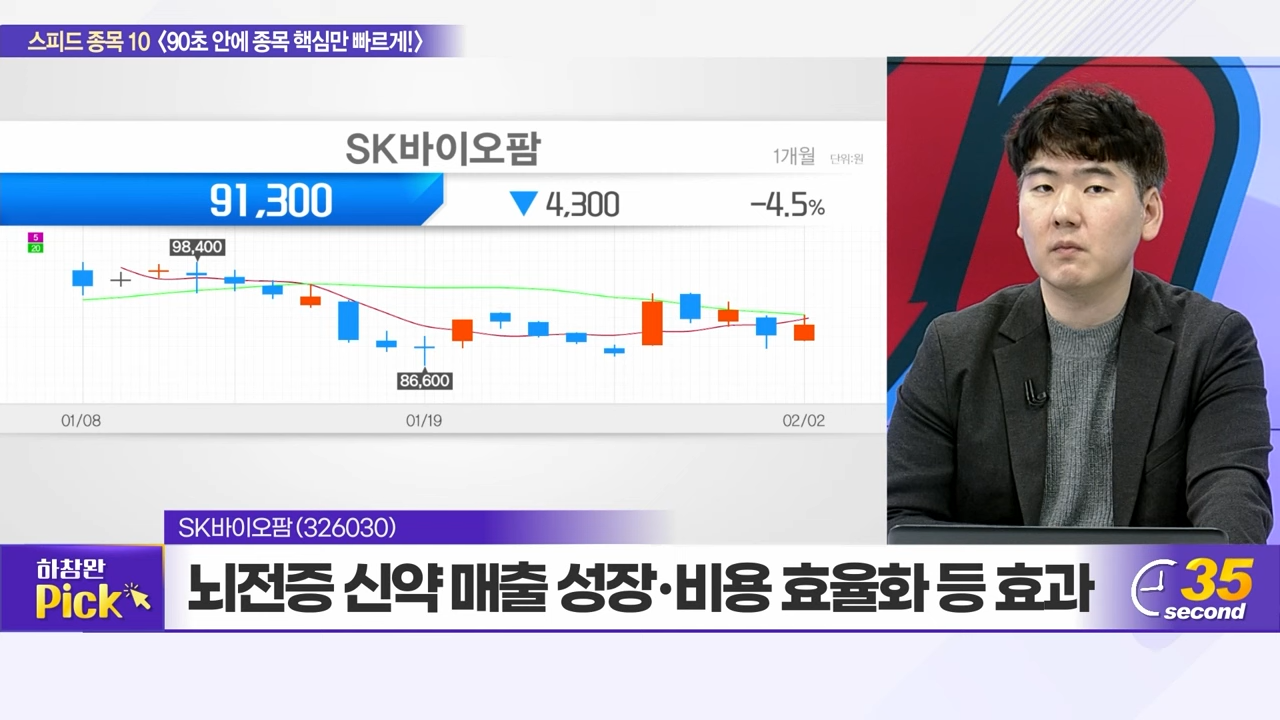 스피드 종목 10 〈90초 안에 종목 핵심만 빠르게!〉
SK바이오팜
1개월 단위:원
91,300 ▼ 4,300 -4.5%
5
20
98,400
86,600
01/08 01/19 02/02
SK바이오팜(326030)
하창완
Pick
뇌전증 신약 매출 성장·비용 효율화 등 효과
35
second